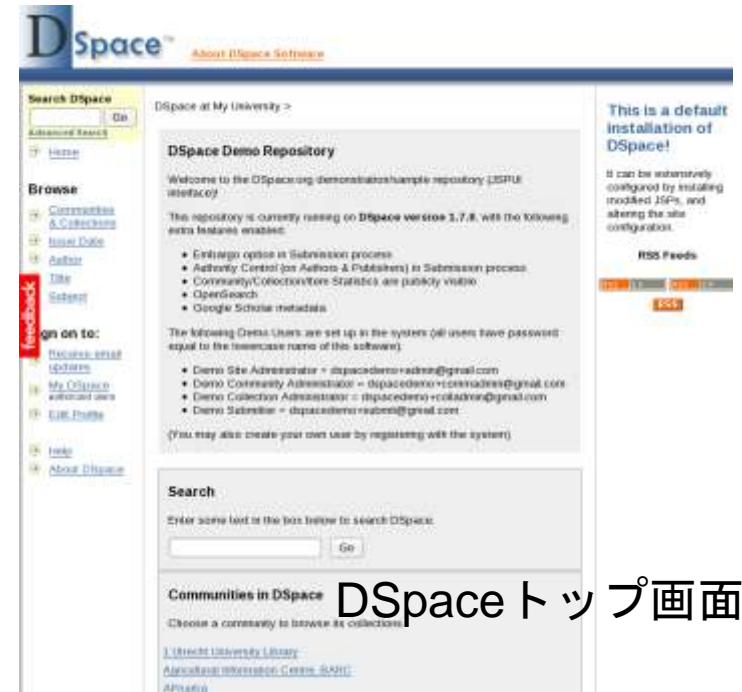 DSpace™
About DSpace Software
Search DSpace
Go
Advanced Search
Home
Browse
Communities
& Collections
Issue Date
Author
Title
Subject
feedback
gn on to:
Receive email
updates
My DSpace
authorized users
Edit Profile
Help
About DSpace
DSpace at My University >
DSpace Demo Repository
Welcome to the DSpace.org demonstration/sample repository (JSPUI
interface)!
This repository is currently running on DSpace version 1.7.0, with the following
extra features enabled:
Embargo option in Submission process
Authority Control (on Authors & Publishers) in Submission process
Community/Collection/Item Statistics are publicly visible
OpenSearch
Google Scholar metadata
The following Demo Users are set up in the system (all users have password
equal to the lowercase name of this software):
Demo Site Administrator = dspacedemo+admin@gmail.com
Demo Community Administrator = dspacedemo+commadmin@gmail.com
Demo Collection Administrator = dspacedemo+colladmin@gmail.com
Demo Submitter = dspacedemo+submit@gmail.com
(You may also create your own user by registering with the system)
Search
Enter some text in the box below to search DSpace.
Go
Communities in DSpace
Choose a community to browse its collections.
1 Utrecht University Library
Agricultural Information Centre, BARC
This is a default
installation of
DSpace!
It can be extensively
configured by installing
modified JSPs, and
altering the site
configuration.
RSS Feeds
RSS
DSpaceトップ画面